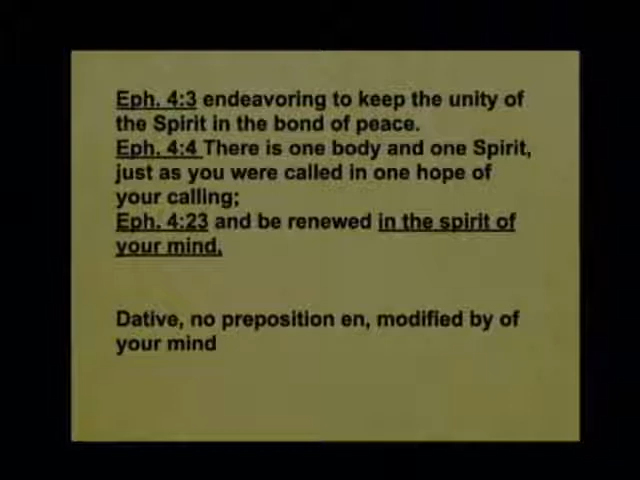 Eph. 4:3 endeavoring to keep the unity of
the Spirit in the bond of peace.
Eph. 4:4 There is one body and one Spirit,
just as you were called in one hope of
your calling;
Eph. 4:23 and be renewed in the spirit of
your mind,
Dative, no preposition en, modified by of
your mind